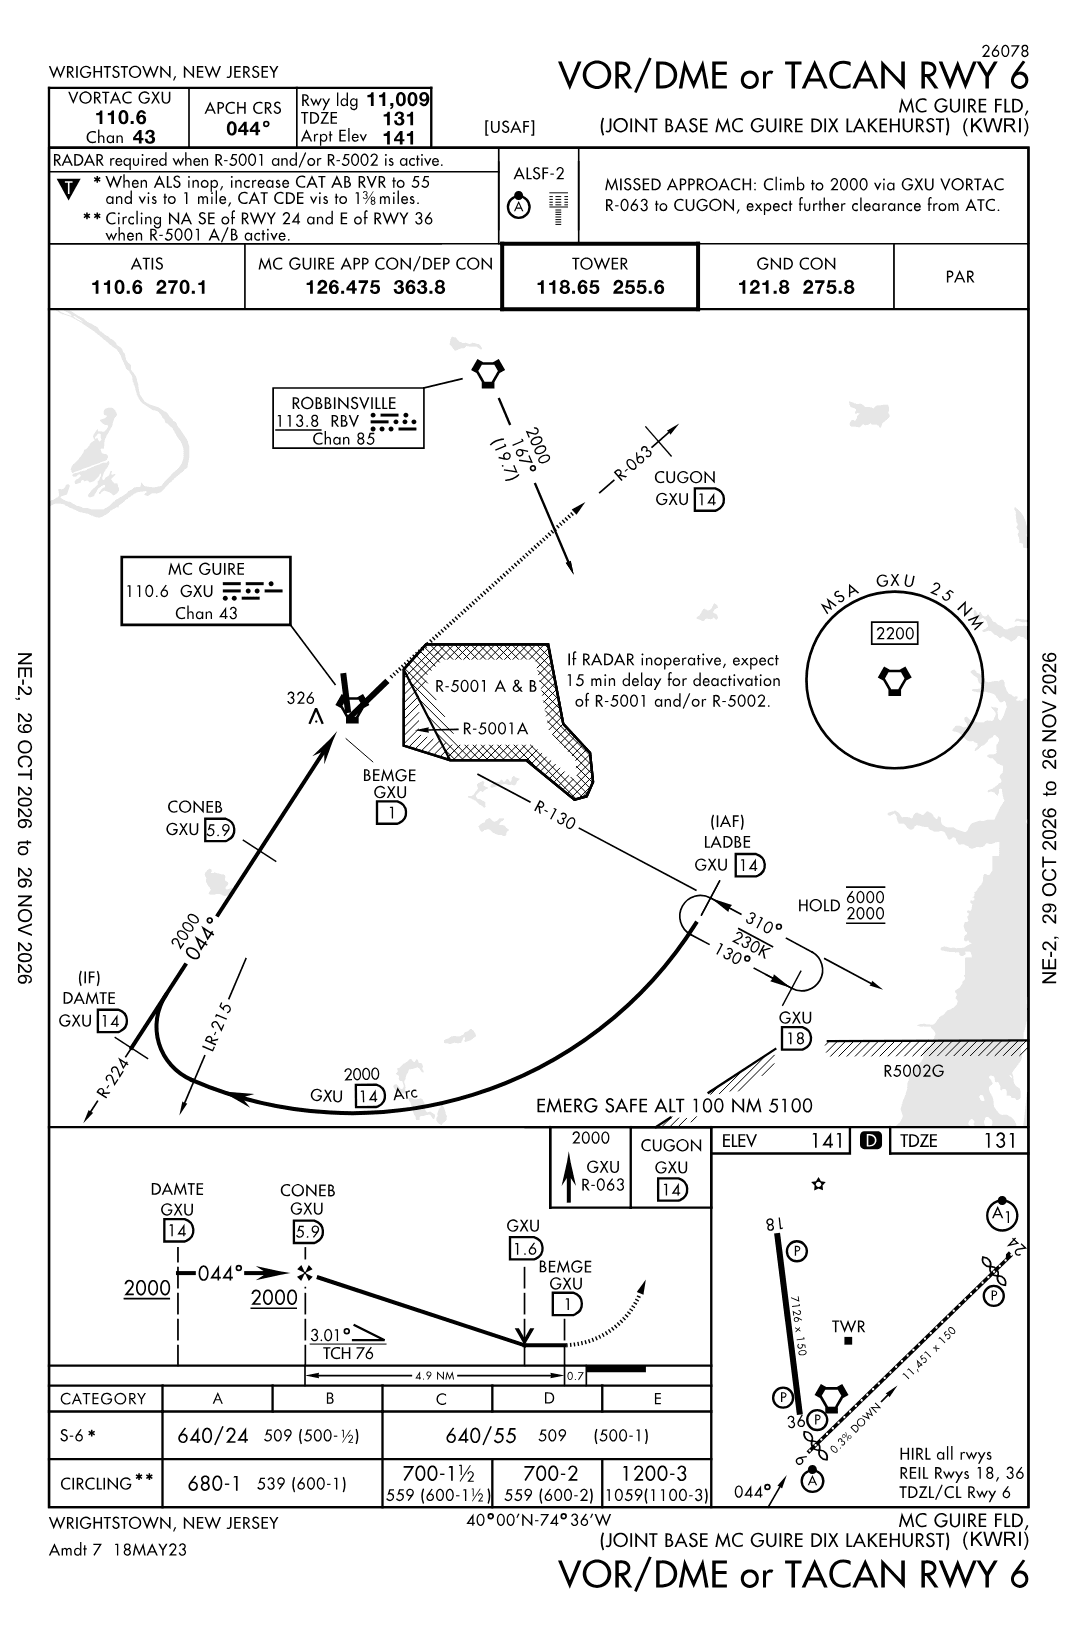 26078
WRIGHTSTOWN, NEW JERSEY
VOR/DME or TACAN RWY 6
MC GUIRE FLD,
[USAF]
(JOINT BASE MC GUIRE DIX LAKEHURST) (KWRI)
VORTAC GXU
110.6
Chan 43
APCH CRS
044°
Rwy ldg 11,009
TDZE 131
Arpt Elev 141
RADAR required when R-5001 and/or R-5002 is active.
T
* When ALS inop, increase CAT AB RVR to 55
and vis to 1 mile, CAT CDE vis to 1⅜ miles.
** Circling NA SE of RWY 24 and E of RWY 36
when R-5001 A/B active.
ALSF-2
A
MISSED APPROACH: Climb to 2000 via GXU VORTAC
R-063 to CUGON, expect further clearance from ATC.
ATIS
110.6 270.1
MC GUIRE APP CON/DEP CON
126.475 363.8
TOWER
118.65 255.6
GND CON
121.8 275.8
PAR
ROBBINSVILLE
113.8 RBV
Chan 85
2000
167°
(19.7)
R-063
CUGON
GXU 14
MC GUIRE
110.6 GXU
Chan 43
MSA GXU 25 NM
2200
326
R-5001 A & B
R-5001A
If RADAR inoperative, expect
15 min delay for deactivation
of R-5001 and/or R-5002.
BEMGE
GXU
1
CONEB
GXU 5.9
R-130
(IAF)
LADBE
GXU 14
HOLD 6000
2000
310°
230K
130°
2000
044°
(IF)
DAMTE
GXU 14
LR-215
R-224
GXU
18
R5002G
2000
GXU 14 Arc
EMERG SAFE ALT 100 NM 5100
NE-2, 29 OCT 2026 to 26 NOV 2026
NE-2, 29 OCT 2026 to 26 NOV 2026
2000
GXU
R-063
CUGON
GXU
14
DAMTE
GXU
14
CONEB
GXU
5.9
GXU
1.6
BEMGE
GXU
1
044°
2000
2000
3.01°
TCH 76
4.9 NM
0.7
ELEV 141
D
TDZE 131
A1
18
24
P
P
7126 x 150
TWR
11,451 x 150
P
36
P
0.3% DOWN
6
A
044°
HIRL all rwys
REIL Rwys 18, 36
TDZL/CL Rwy 6
CATEGORY A B C D E
S-6 * 640/24 509 (500-½) 640/55 509 (500-1)
CIRCLING ** 680-1 539 (600-1) 700-1½ 559 (600-1½) 700-2 559 (600-2) 1200-3 1059(1100-3)
WRIGHTSTOWN, NEW JERSEY
40°00'N-74°36'W
MC GUIRE FLD,
Amdt 7 18MAY23
(JOINT BASE MC GUIRE DIX LAKEHURST) (KWRI)
VOR/DME or TACAN RWY 6